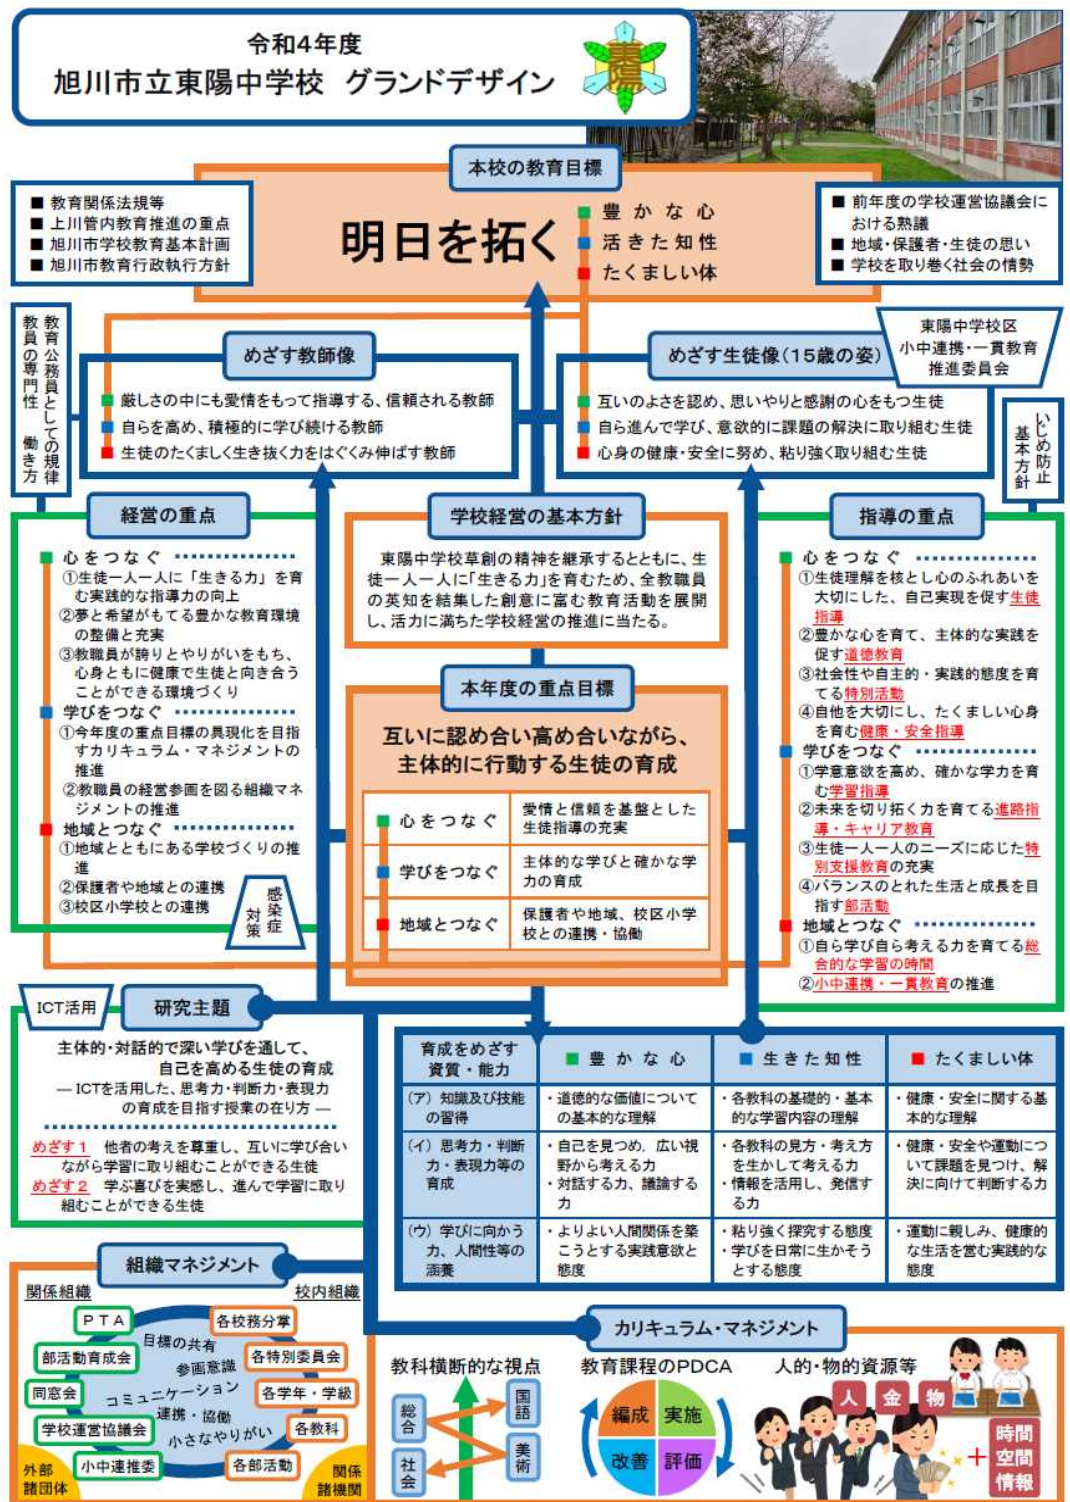 令和4年度
旭川市立東陽中学校 グランドデザイン
東陽
本校の教育目標
明日を拓く
■ 豊かな心
■ 活きた知性
■ たくましい体
■ 教育関係法規等
■ 上川管内教育推進の重点
■ 旭川市学校教育基本計画
■ 旭川市教育行政執行方針
■ 前年度の学校運営協議会に
おける熟議
■ 地域・保護者・生徒の思い
■ 学校を取り巻く社会の情勢
教育公務員としての規律
教員の専門性 働き方
めざす教師像
■ 厳しさの中にも愛情をもって指導する、信頼される教師
■ 自らを高め、積極的に学び続ける教師
■ 生徒のたくましく生き抜く力をはぐくみ伸ばす教師
めざす生徒像(15歳の姿)
■ 互いのよさを認め、思いやりと感謝の心をもつ生徒
■ 自ら進んで学び、意欲的に課題の解決に取り組む生徒
■ 心身の健康・安全に努め、粘り強く取り組む生徒
東陽中学校区
小中連携・一貫教育
推進委員会
いじめ防止
基本方針
経営の重点
■ 心をつなぐ
①生徒一人一人に「生きる力」を育
む実践的な指導力の向上
②夢と希望がもてる豊かな教育環境
の整備と充実
③教職員が誇りとやりがいをもち、
心身ともに健康で生徒と向き合う
ことができる環境づくり
■ 学びをつなぐ
①今年度の重点目標の具現化を目指
すカリキュラム・マネジメントの
推進
②教職員の経営参画を図る組織マネ
ジメントの推進
■ 地域とつなぐ
①地域とともにある学校づくりの推
進
②保護者や地域との連携
③校区小学校との連携
感染症
対策
学校経営の基本方針
東陽中学校草創の精神を継承するとともに、生
徒一人一人に「生きる力」を育むため、全教職員
の英知を結集した創意に富む教育活動を展開
し、活力に満ちた学校経営の推進に当たる。
本年度の重点目標
互いに認め合い高め合いながら、
主体的に行動する生徒の育成
■ 心をつなぐ
愛情と信頼を基盤とした
生徒指導の充実
■ 学びをつなぐ
主体的な学びと確かな学
力の育成
■ 地域とつなぐ
保護者や地域、校区小学
校との連携・協働
指導の重点
■ 心をつなぐ
①生徒理解を核とし心のふれあいを
大切にした、自己実現を促す生徒
指導
②豊かな心を育て、主体的な実践を
促す道徳教育
③社会性や自主的・実践的態度を育
てる特別活動
④自他を大切にし、たくましい心身
を育む健康・安全指導
■ 学びをつなぐ
①学意意欲を高め、確かな学力を育
む学習指導
②未来を切り拓く力を育てる進路指
導・キャリア教育
③生徒一人一人のニーズに応じた特
別支援教育の充実
④バランスのとれた生活と成長を目
指す部活動
■ 地域とつなぐ
①自ら学び自ら考える力を育てる総
合的な学習の時間
②小中連携・一貫教育の推進
ICT活用
研究主題
主体的・対話的で深い学びを通して、
自己を高める生徒の育成
― ICTを活用した、思考力・判断力・表現力
の育成を目指す授業の在り方 ―
めざす1 他者の考えを尊重し、互いに学び合い
ながら学習に取り組むことができる生徒
めざす2 学ぶ喜びを実感し、進んで学習に取り
組むことができる生徒
育成をめざす
資質・能力
■ 豊かな心
■ 生きた知性
■ たくましい体
(ア)知識及び技能
の習得
・道徳的な価値について
の基本的な理解
・各教科の基礎的・基本
的な学習内容の理解
・健康・安全に関する基
本的な理解
(イ)思考力・判断
力・表現力等の
育成
・自己を見つめ、広い視
野から考える力
・対話する力、議論する
力
・各教科の見方・考え方
を生かして考える力
・情報を活用し、発信す
る力
・健康・安全や運動につ
いて課題を見つけ、解
決に向けて判断する力
(ウ)学びに向かう
力、人間性等の
涵養
・よりよい人間関係を築
こうとする実践意欲と
態度
・粘り強く探究する態度
・学びを日常に生かそう
とする態度
・運動に親しみ、健康的
な生活を営む実践的な
態度
組織マネジメント
関係組織
校内組織
PTA
部活動育成会
同窓会
学校運営協議会
小中連推委
目標の共有
参画意識
コミュニケーション
連携・協働
小さなやりがい
各校務分掌
各特別委員会
各学年・学級
各教科
各部活動
外部
諸団体
関係
諸機関
カリキュラム・マネジメント
教科横断的な視点
総合
国語
社会
美術
教育課程のPDCA
編成
実施
改善
評価
人的・物的資源等
人
金
物
+
時間
空間
情報